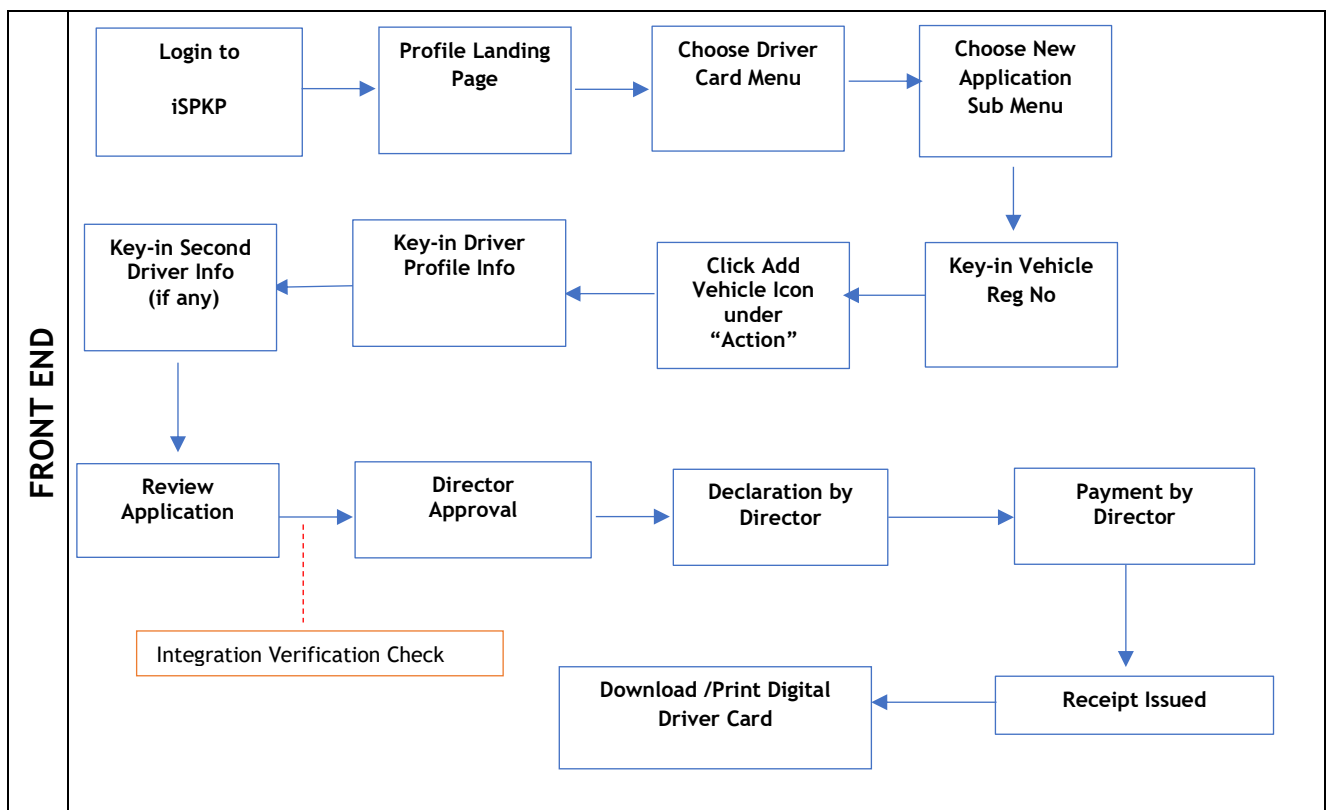 FRONT END
Login to
iSPKP
Profile Landing
Page
Choose Driver
Card Menu
Choose New
Application
Sub Menu
Key-in Vehicle
Reg No
Click Add
Vehicle Icon
under
“Action”
Key-in Driver
Profile Info
Key-in Second
Driver Info
(if any)
Review
Application
Director
Approval
Declaration by
Director
Payment by
Director
Integration Verification Check
Receipt Issued
Download /Print Digital
Driver Card